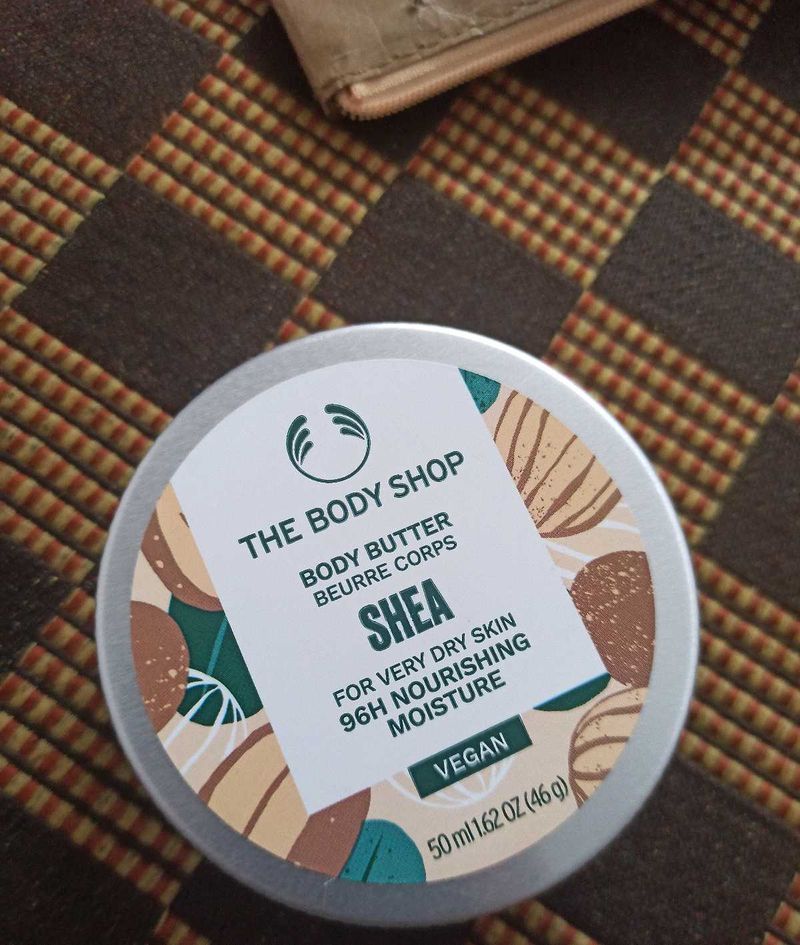 THE BODY SHOP
BODY BUTTER
BEURRE CORPS
SHEA
FOR VERY DRY SKIN
96H NOURISHING
MOISTURE
VEGAN
50 ml 1.62 OZ (46 g)